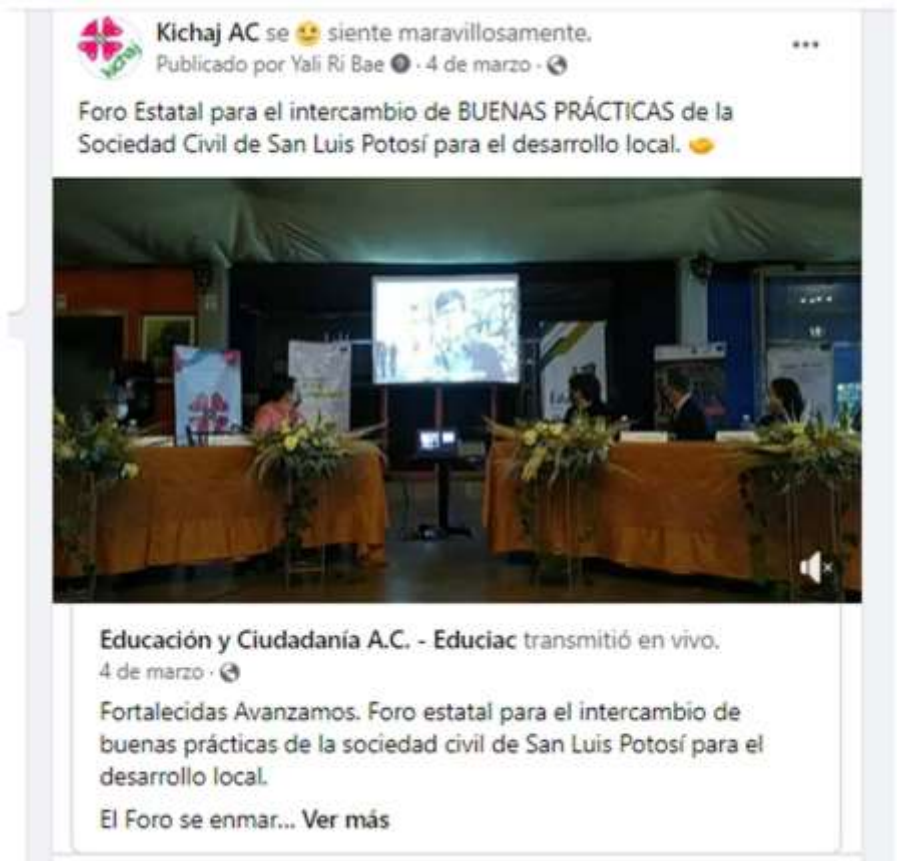 Kichaj AC se 😉 siente maravillosamente.
Publicado por Yali Ri Bae · 4 de marzo ·
Foro Estatal para el intercambio de BUENAS PRÁCTICAS de la
Sociedad Civil de San Luis Potosí para el desarrollo local.
Educación y Ciudadanía A.C. - Educiac transmitió en vivo.
4 de marzo ·
Fortalecidas Avanzamos. Foro estatal para el intercambio de
buenas prácticas de la sociedad civil de San Luis Potosí para el
desarrollo local.
El Foro se enmar... Ver más